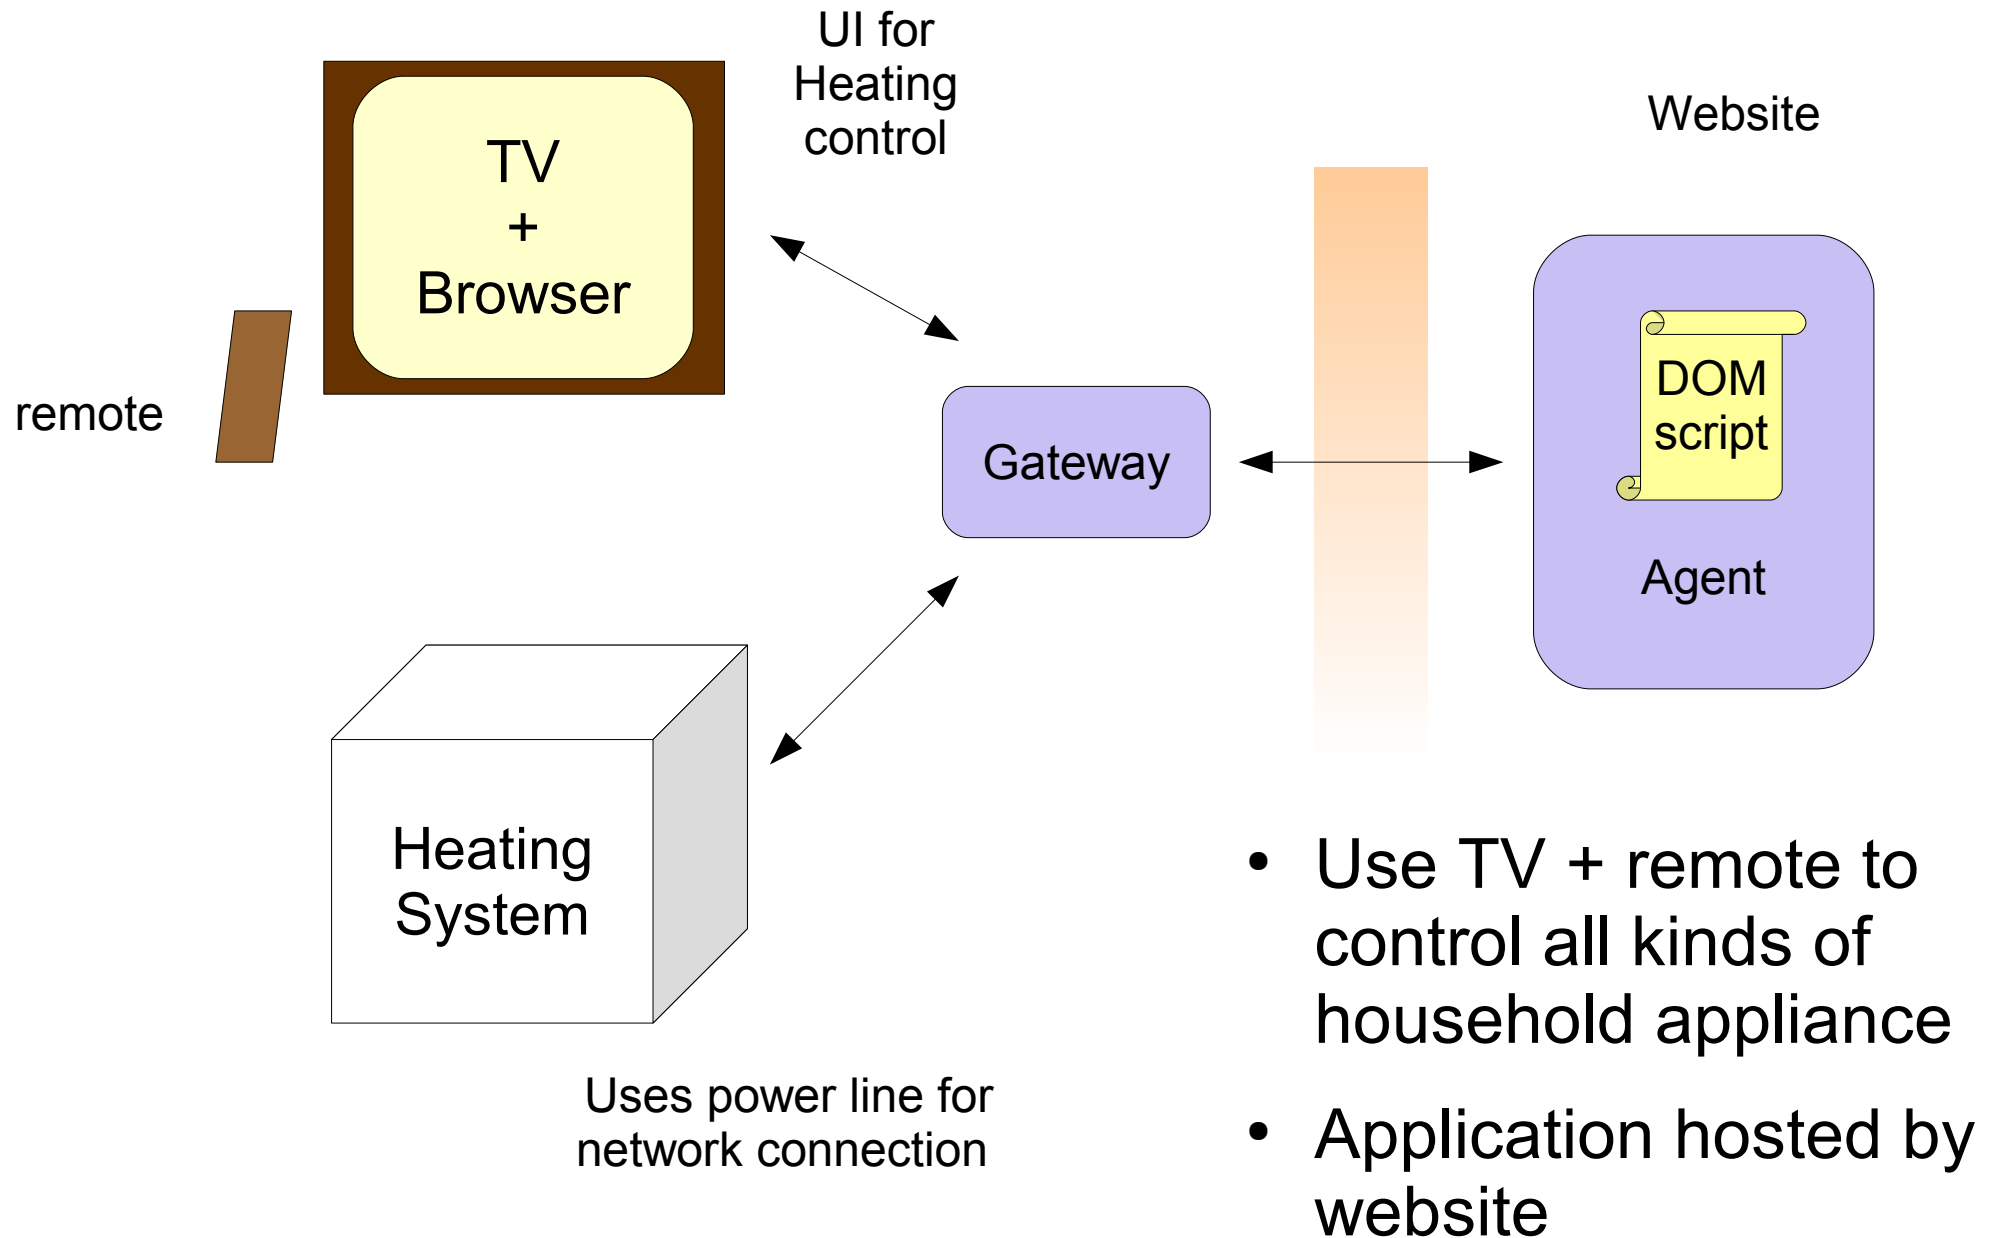 UI for
Heating
control
Website
TV
+
Browser
remote
Gateway
DOM
script
Agent
Heating
System
Uses power line for
network connection
• Use TV + remote to
control all kinds of
household appliance
• Application hosted by
website